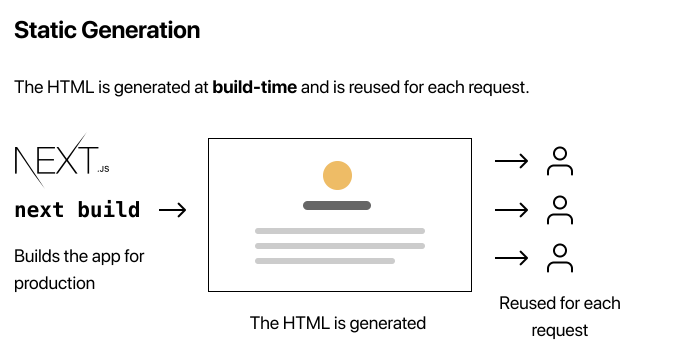 Static Generation
The HTML is generated at build-time and is reused for each request.
NEXT.JS
next build
Builds the app for
production
The HTML is generated
Reused for each
request